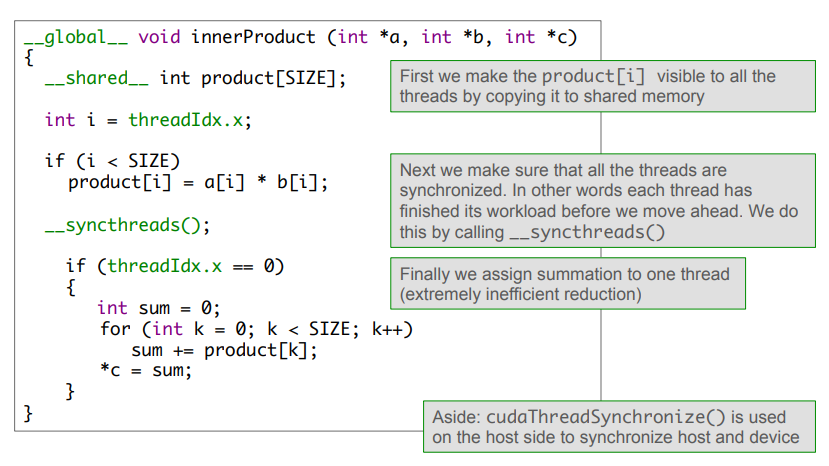 __global__ void innerProduct (int *a, int *b, int *c)
{
__shared__ int product[SIZE];
First we make the product[i] visible to all the
threads by copying it to shared memory
int i = threadIdx.x;
if (i < SIZE)
product[i] = a[i] * b[i];
Next we make sure that all the threads are
synchronized. In other words each thread has
finished its workload before we move ahead. We do
this by calling __syncthreads()
__syncthreads();
if (threadIdx.x == 0)
{
Finally we assign summation to one thread
(extremely inefficient reduction)
int sum = 0;
for (int k = 0; k < SIZE; k++)
sum += product[k];
*c = sum;
}
}
Aside: cudaThreadSynchronize() is used
on the host side to synchronize host and device